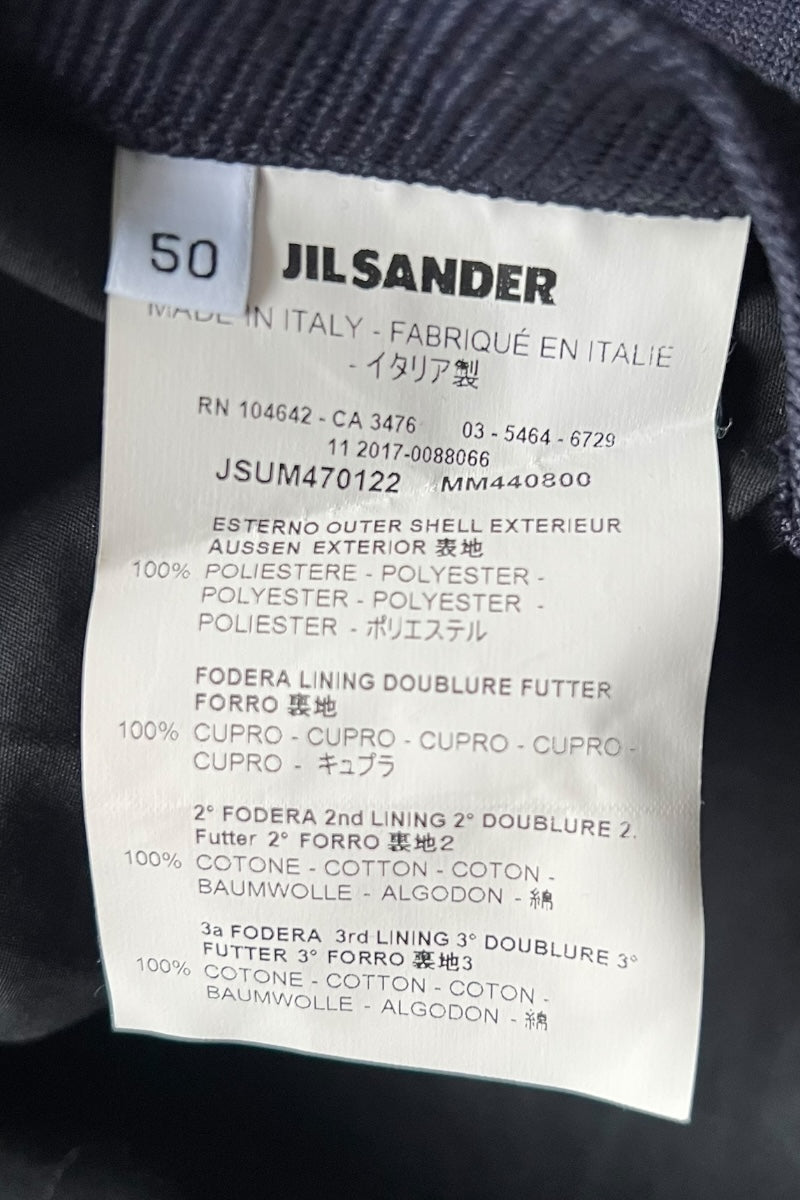 50
JIL SANDER
MADE IN ITALY - FABRIQUÉ EN ITALIE
- イタリア製
RN 104642 - CA 3476 03 - 5464 - 6729
11 2017-0088066
JSUM470122 MM440800
ESTERNO OUTER SHELL EXTERIEUR
AUSSEN EXTERIOR 表地
100% POLIESTERE - POLYESTER -
POLYESTER - POLYESTER -
POLIESTER - ポリエステル
FODERA LINING DOUBLURE FUTTER
FORRO 裏地
100% CUPRO - CUPRO - CUPRO - CUPRO -
CUPRO - キュプラ
2° FODERA 2nd LINING 2° DOUBLURE 2.
Futter 2° FORRO 裏地2
100% COTONE - COTTON - COTON -
BAUMWOLLE - ALGODON - 綿
3a FODERA 3rd LINING 3° DOUBLURE 3°
FUTTER 3° FORRO 裏地3
100% COTONE - COTTON - COTON -
BAUMWOLLE - ALGODON - 綿